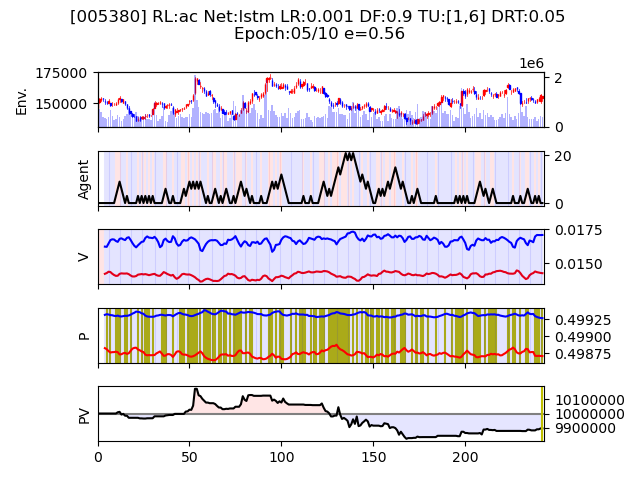 [005380] RL:ac Net:lstm LR:0.001 DF:0.9 TU:[1,6] DRT:0.05
Epoch:05/10 e=0.56
1e6
175000
150000
Env.
2
0
Agent
20
0
V
0.0175
0.0150
P
0.49925
0.49900
0.49875
PV
10100000
10000000
9900000
0 50 100 150 200